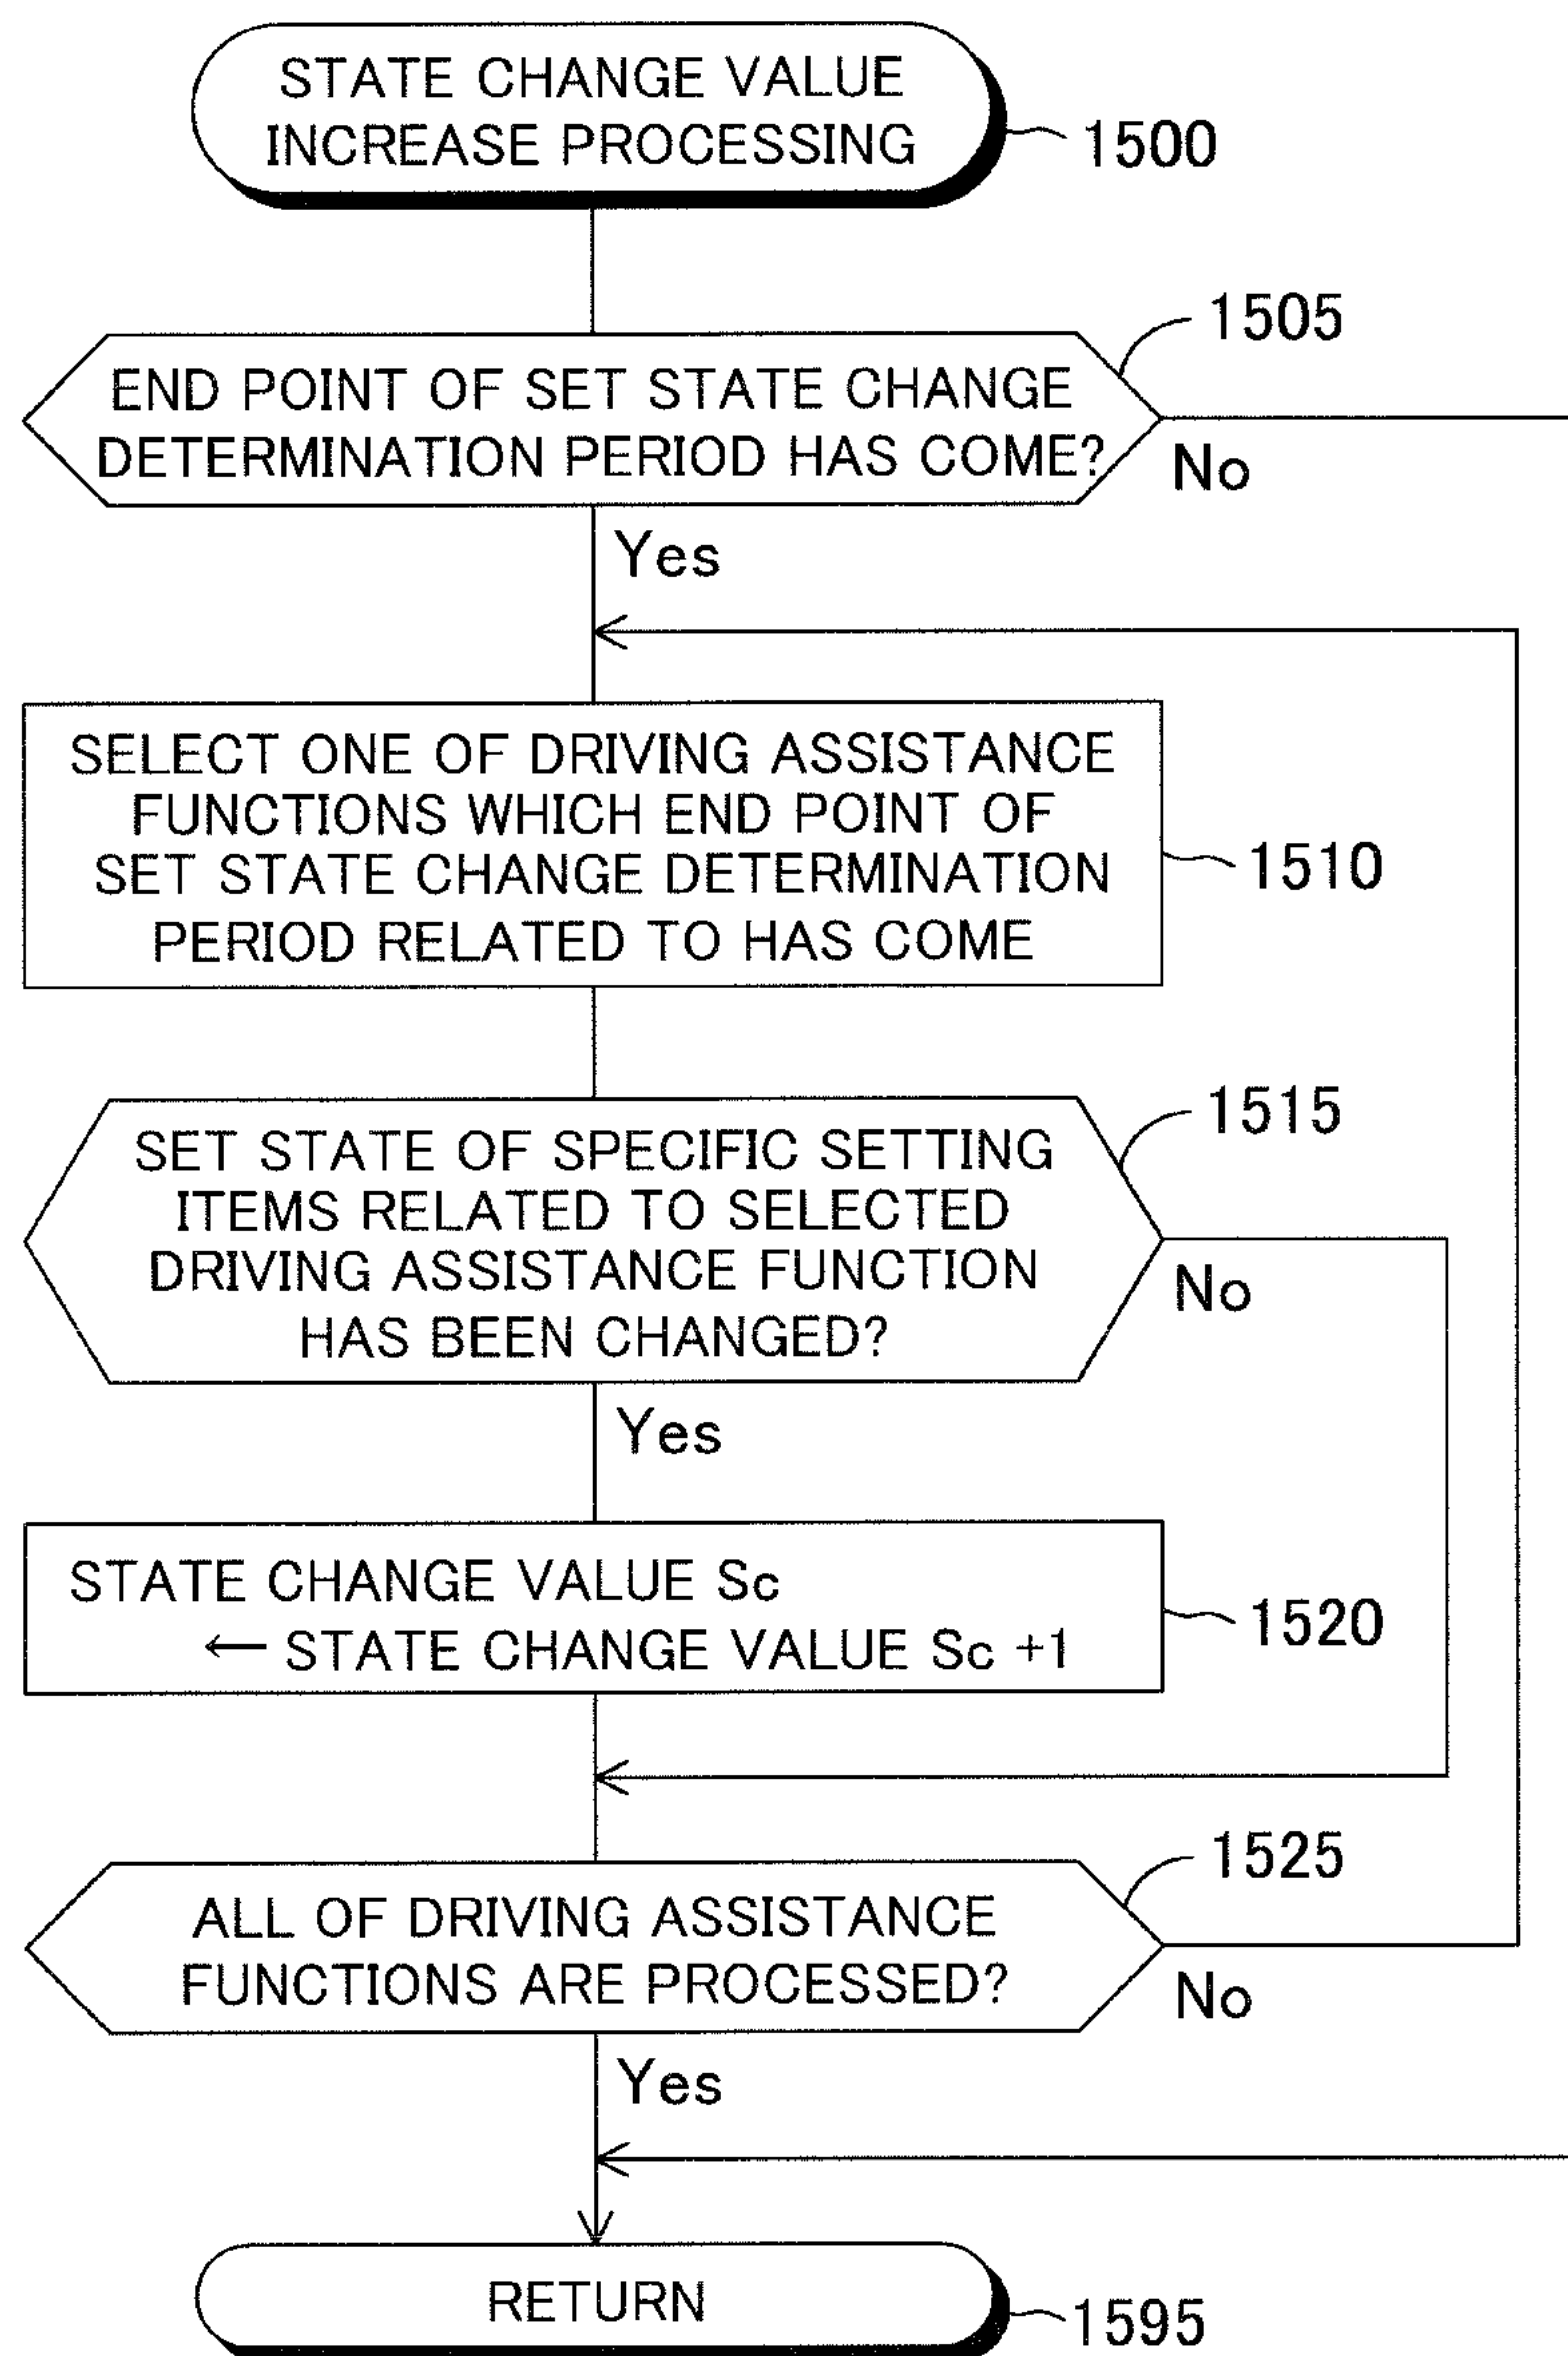 STATE CHANGE VALUE
INCREASE PROCESSING
1500
1505
END POINT OF SET STATE CHANGE
DETERMINATION PERIOD HAS COME?
No
Yes
SELECT ONE OF DRIVING ASSISTANCE
FUNCTIONS WHICH END POINT OF
SET STATE CHANGE DETERMINATION
PERIOD RELATED TO HAS COME
1510
1515
SET STATE OF SPECIFIC SETTING
ITEMS RELATED TO SELECTED
DRIVING ASSISTANCE FUNCTION
HAS BEEN CHANGED?
No
Yes
STATE CHANGE VALUE Sc
← STATE CHANGE VALUE Sc +1
1520
1525
ALL OF DRIVING ASSISTANCE
FUNCTIONS ARE PROCESSED?
No
Yes
RETURN
1595